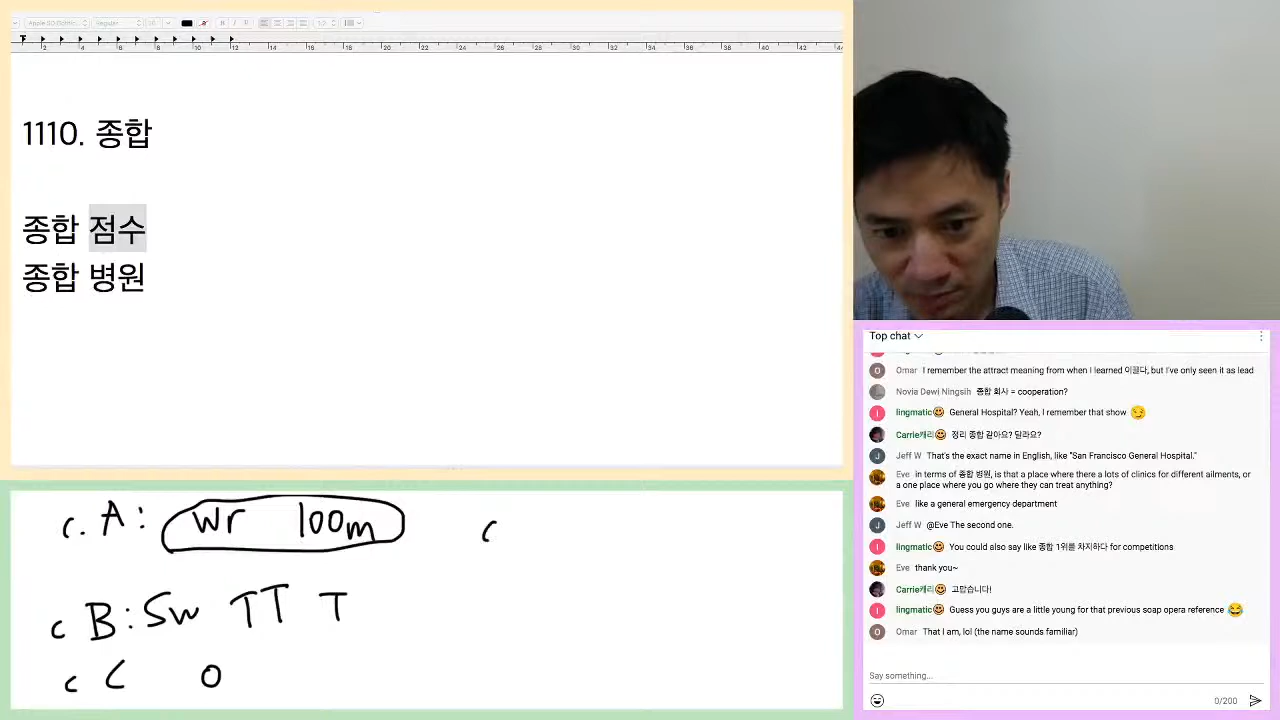 1110. 종합
종합 점수
종합 병원
c. A: Wr 100m c
c B: Sw TT T
c C O
Top chat
Omar I remember the attract meaning from when I learned 이끌다, but I've only seen it as lead
Novia Dewi Ningsih 종합 회사 = cooperation?
lingmatic General Hospital? Yeah, I remember that show 😏
Carrie캐리 정리 종합 같아요? 달라요?
Jeff W That's the exact name in English, like "San Francisco General Hospital."
Eve in terms of 종합 병원, is that a place where there a lots of clinics for different ailments, or
a one place where you go where they can treat anything?
Eve like a general emergency department
Jeff W @Eve The second one.
lingmatic You could also say like 종합 1위를 차지하다 for competitions
Eve thank you~
Carrie캐리 고맙습니다!
lingmatic Guess you guys are a little young for that previous soap opera reference 😂
Omar That I am, lol (the name sounds familiar)
Say something...
0/200